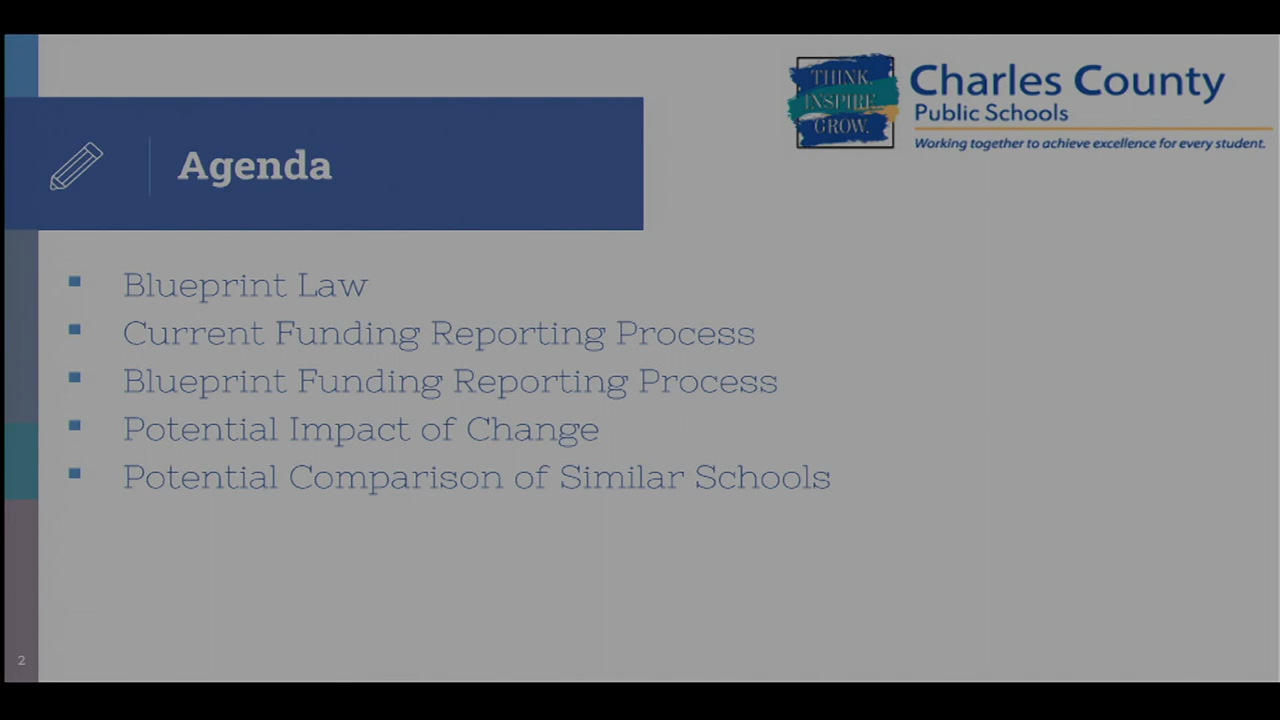 THINK.
INSPIRE.
GROW.
Charles County
Public Schools
Working together to achieve excellence for every student.
Agenda
▪ Blueprint Law
▪ Current Funding Reporting Process
▪ Blueprint Funding Reporting Process
▪ Potential Impact of Change
▪ Potential Comparison of Similar Schools
2